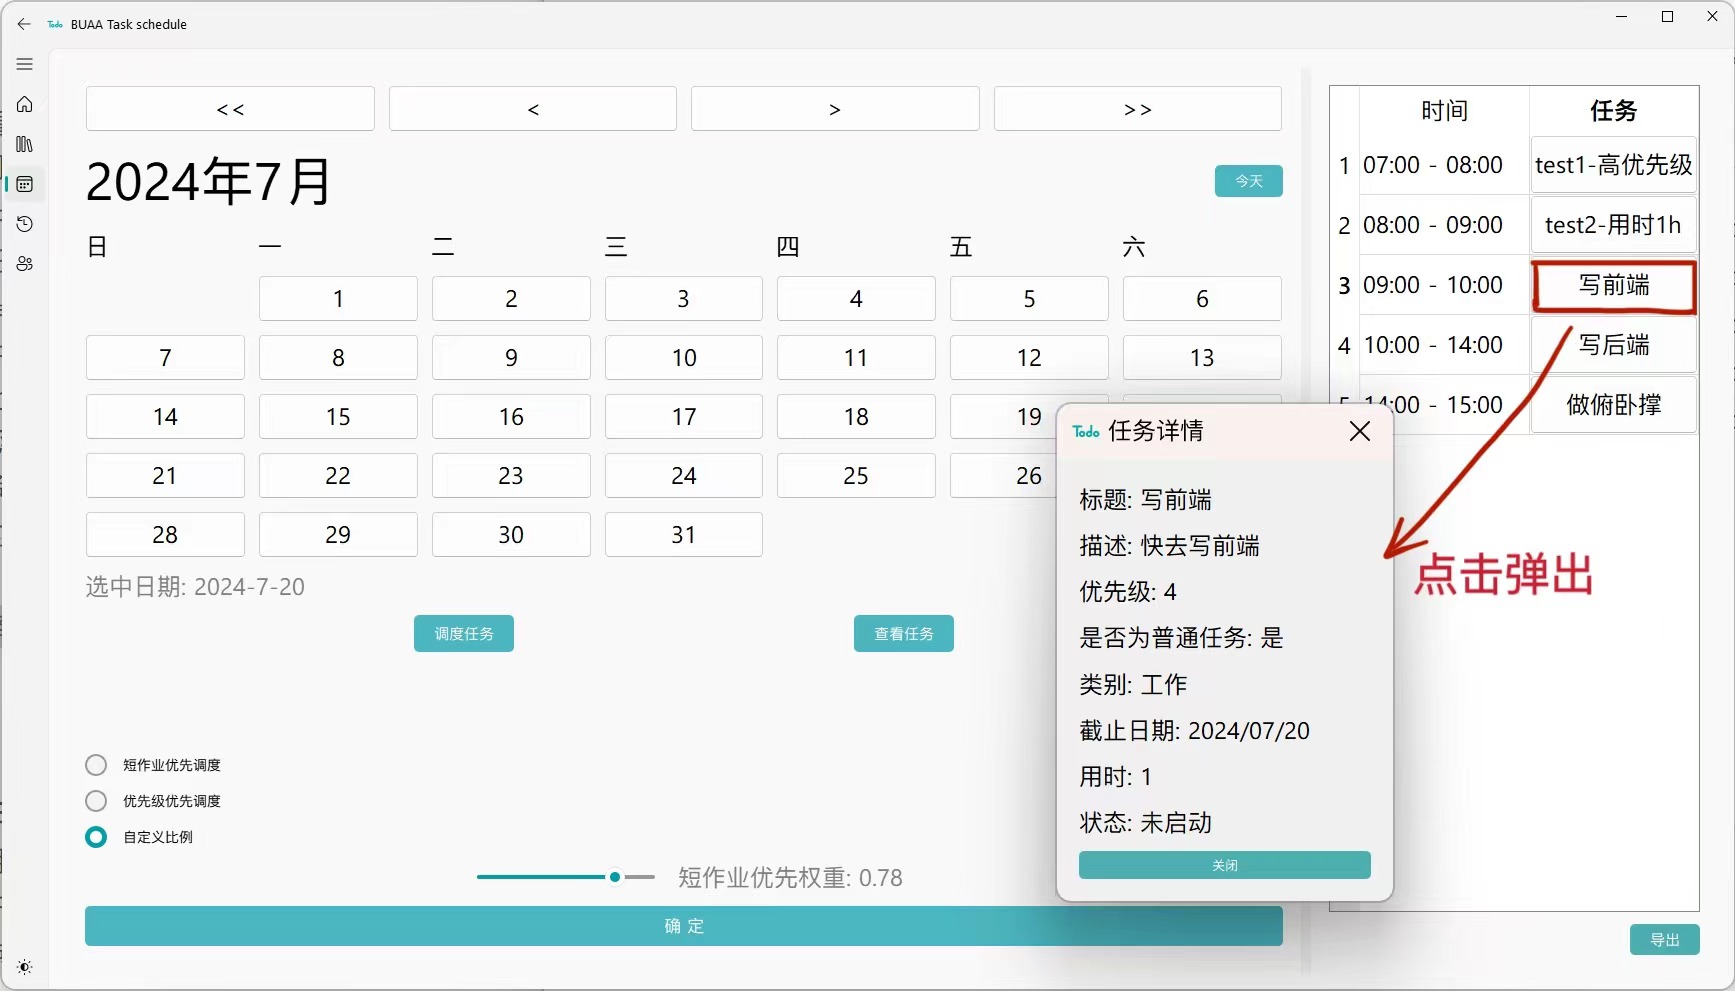 Todo BUAA Task schedule
<< < > >>
2024年7月
今天
日 一 二 三 四 五 六
1 2 3 4 5 6
7 8 9 10 11 12 13
14 15 16 17 18 19
21 22 23 24 25 26
28 29 30 31
选中日期: 2024-7-20
调度任务 查看任务
短作业优先调度
优先级优先调度
自定义比例
短作业优先权重: 0.78
确 定
时间 任务
1 07:00 - 08:00 test1-高优先级
2 08:00 - 09:00 test2-用时1h
3 09:00 - 10:00 写前端
4 10:00 - 14:00 写后端
5 14:00 - 15:00 做俯卧撑
Todo 任务详情
标题: 写前端
描述: 快去写前端
优先级: 4
是否为普通任务: 是
类别: 工作
截止日期: 2024/07/20
用时: 1
状态: 未启动
关闭
点击弹出
导出